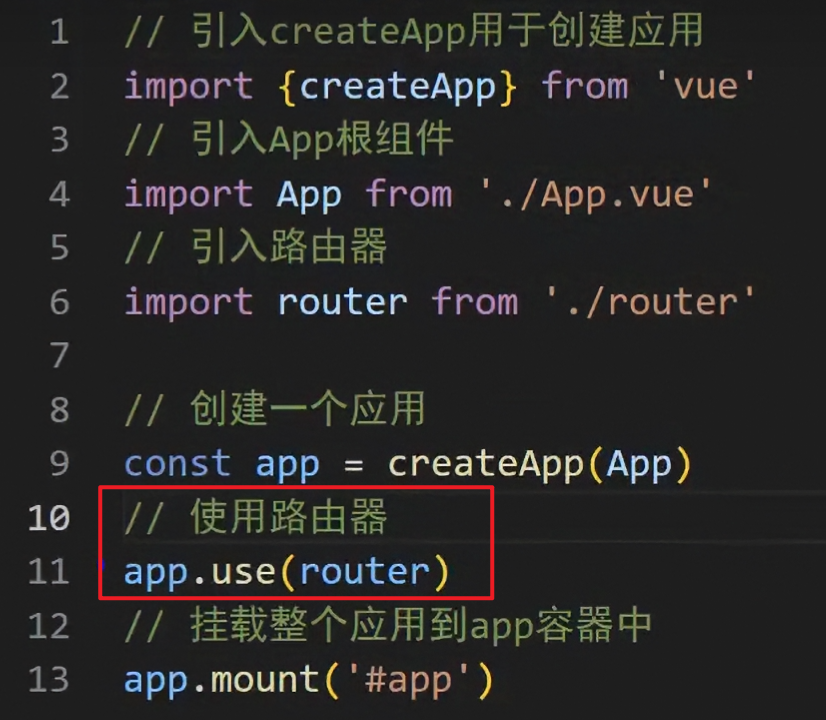 1 // 引入createApp用于创建应用
2 import {createApp} from 'vue'
3 // 引入App根组件
4 import App from './App.vue'
5 // 引入路由器
6 import router from './router'
7
8 // 创建一个应用
9 const app = createApp(App)
10 // 使用路由器
11 app.use(router)
12 // 挂载整个应用到app容器中
13 app.mount('#app')